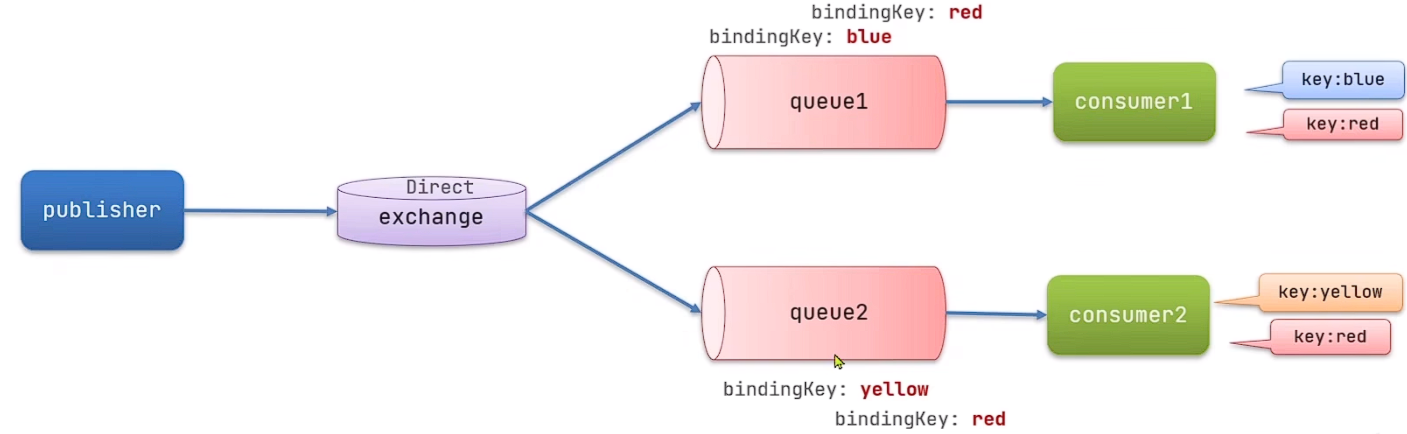 bindingKey: red
bindingKey: blue
queue1
consumer1
key:blue
key:red
publisher
Direct
exchange
queue2
consumer2
key:yellow
key:red
bindingKey: yellow
bindingKey: red